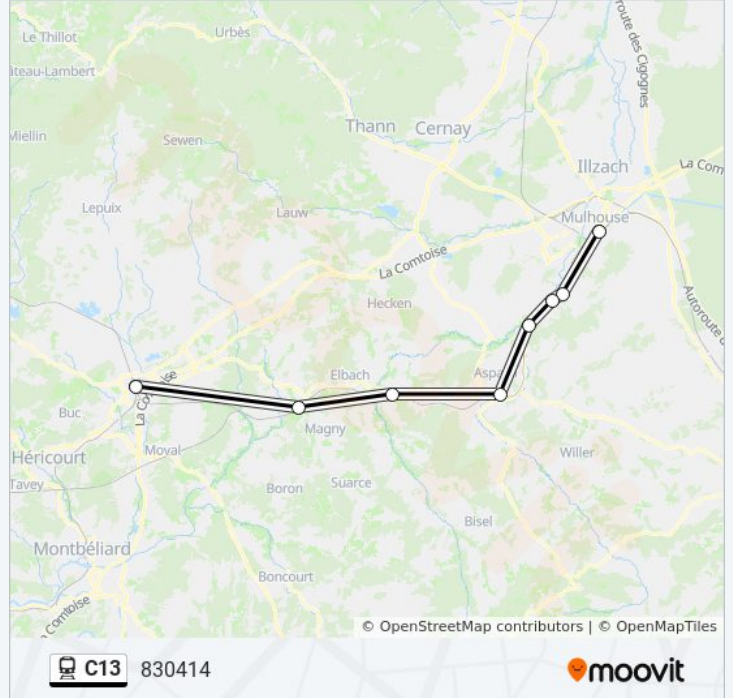 Le Thillot
Urbès
âteau-Lambert
route des Cigognes
Miellin
Thann
Cernay
Sewen
Illzach
La Com
Lepuix
Lauw
Mulhouse
La Comtoise
Hecken
Autoroute d
Elbach
Aspa
La Comtoise
Buc
Magny
Moval
Willer
Héricourt
Tavey
Boron
Suarce
Bisel
Montbéliard
Boncourt
a Comtoise
© OpenStreetMap contributors | © OpenMapTiles
C13 830414
moovit